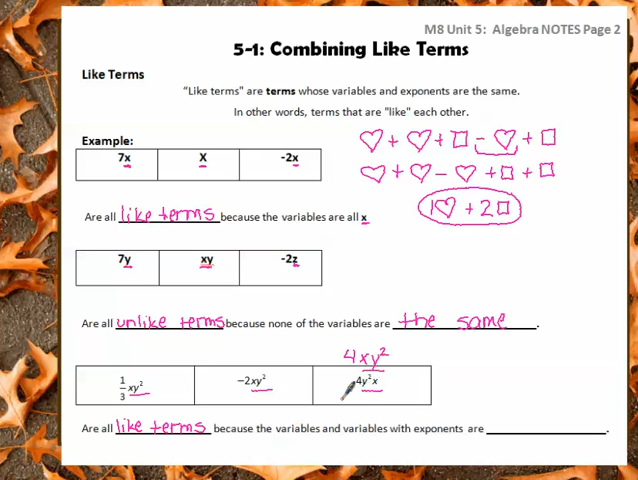 M8 Unit 5: Algebra NOTES Page 2
5-1: Combining Like Terms
Like Terms
"Like terms" are terms whose variables and exponents are the same.
In other words, terms that are "like" each other.
♡ + ♡ + □ - ♡ + □
Example:
7x X -2x
♡ + ♡ - ♡ + □ + □
1♡ + 2□
Are all like terms because the variables are all x
7y xy -2z
Are all unlike terms because none of the variables are the same.
4xy²
1/3 xy² -2xy² 4y²x
Are all like terms because the variables and variables with exponents are ____________.